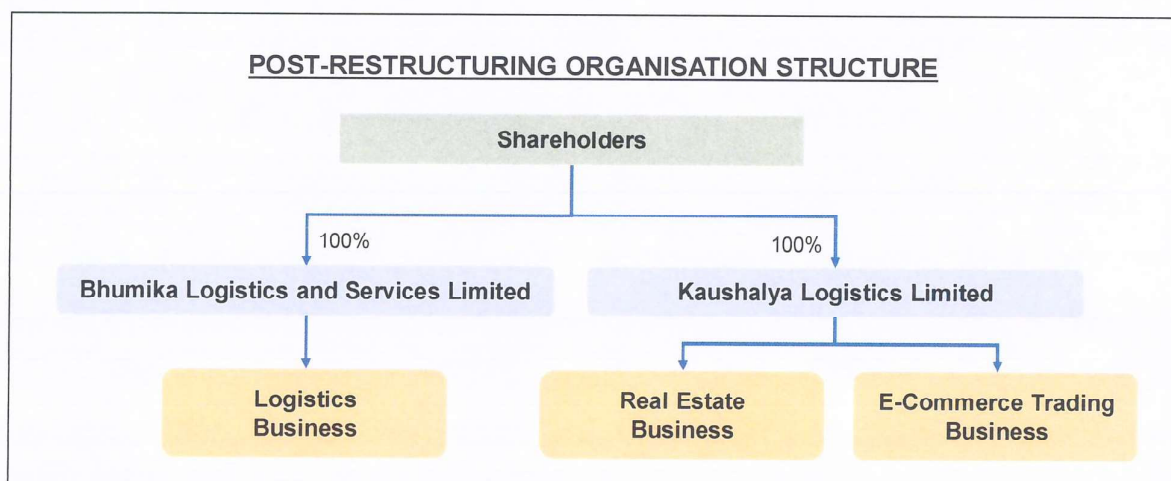 POST-RESTRUCTURING ORGANISATION STRUCTURE
Shareholders
100%
100%
Bhumika Logistics and Services Limited
Kaushalya Logistics Limited
Logistics
Business
Real Estate
Business
E-Commerce Trading
Business